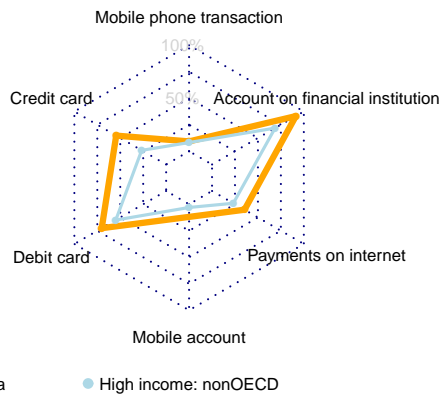 Mobile phone transaction
100%
Credit card
50%
Account on financial institution
Debit card
Payments on internet
Mobile account
a
High income: nonOECD